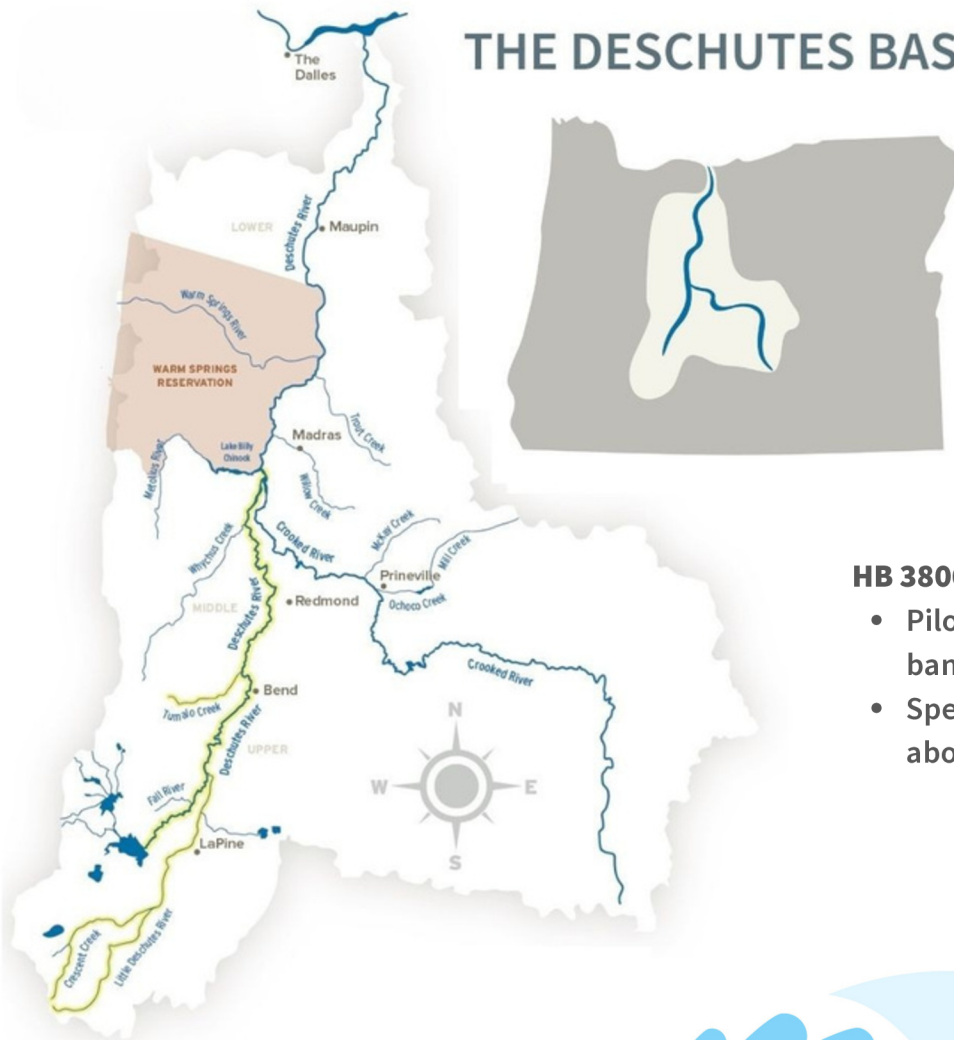 THE DESCHUTES BAS
The
Dalles
LOWER
Deschutes River
Maupin
Warm Springs River
WARM SPRINGS
RESERVATION
Trout Creek
Madras
Lake Billy
Chinook
Metolius River
Willow Creek
Whychus Creek
Crooked River
McKay Creek
Mill Creek
Prineville
Ochoco Creek
MIDDLE
Deschutes River
Redmond
Crooked River
Bend
Tumalo Creek
Deschutes River
UPPER
N
W
E
S
Fall River
LaPine
Crescent Creek
Little Deschutes River
HB 380
• Pilo
ban
• Spe
abo